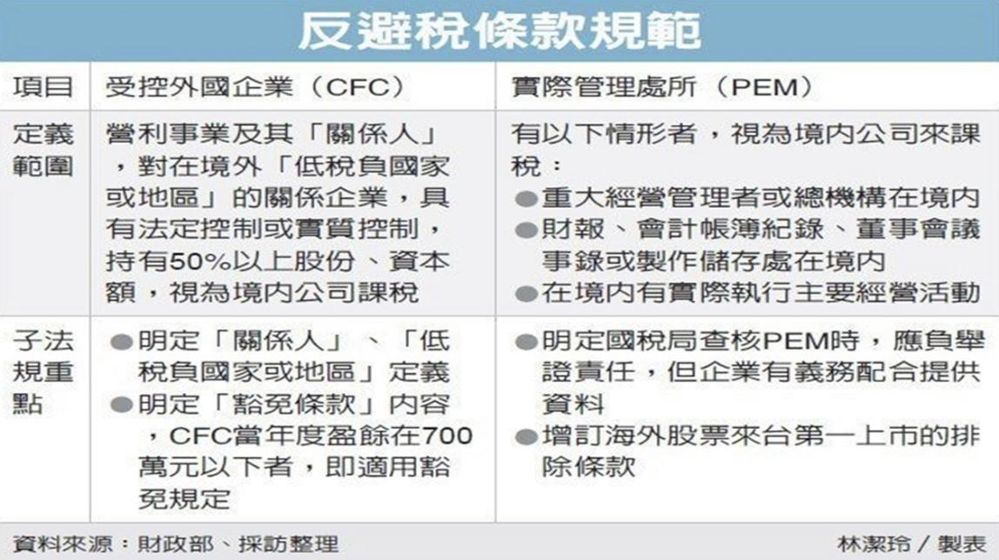 反避稅條款規範
項目
受控外國企業（CFC）
實際管理處所（PEM）
定義
範圍
營利事業及其「關係人」
，對在境外「低稅負國家
或地區」的關係企業，具
有法定控制或實質控制，
持有50%以上股份、資本
額，視為境內公司課稅
有以下情形者，視為境內公司來課
稅：
●重大經營管理者或總機構在境內
●財報、會計帳簿紀錄、董事會議
事錄或製作儲存處在境內
●在境內有實際執行主要經營活動
子法
規重
點
●明定「關係人」、「低
稅負國家或地區」定義
●明定「豁免條款」內容
，CFC當年度盈餘在700
萬元以下者，即適用豁
免規定
●明定國稅局查核PEM時，應負舉
證責任，但企業有義務配合提供
資料
●增訂海外股票來台第一上市的排
除條款
資料來源：財政部、採訪整理
林潔玲／製表